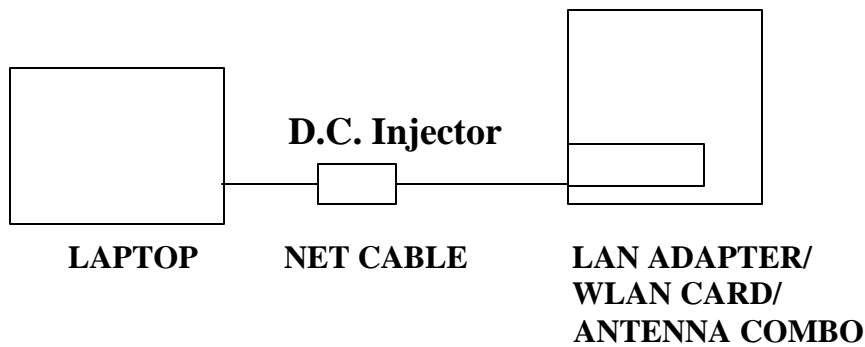 D.C. Injector
LAPTOP
NET CABLE
LAN ADAPTER/
WLAN CARD/
ANTENNA COMBO